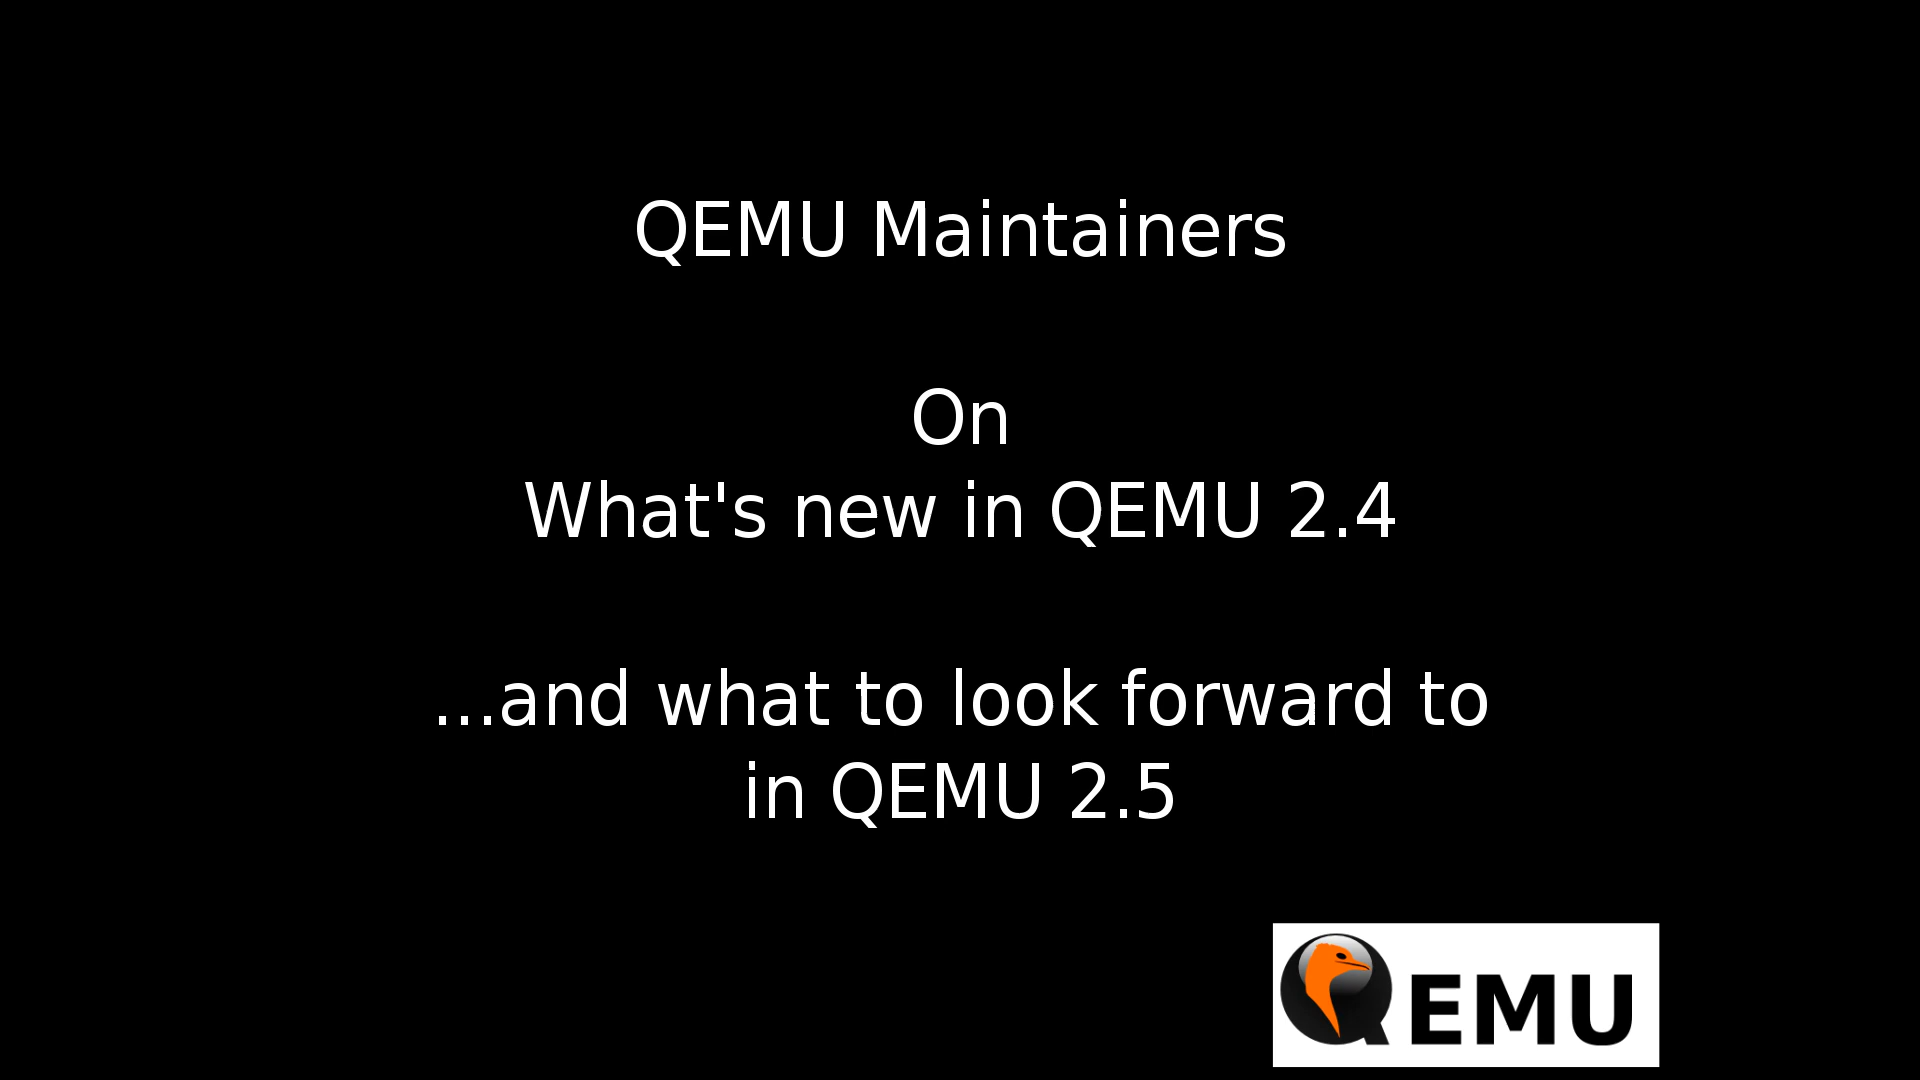 QEMU Maintainers
On
What's new in QEMU 2.4
...and what to look forward to
in QEMU 2.5
QEMU